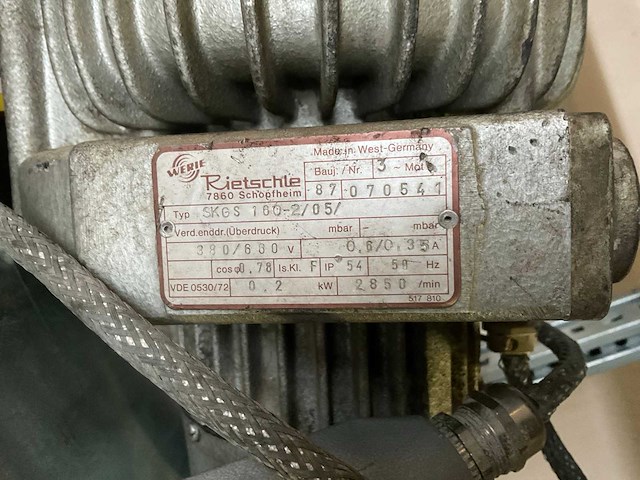 Made in West-Germany
WERIE Rietschle Bauj. / Nr. 3 ~ Mot
7860 Schopfheim 87 070541
Typ SKGS 160-2/05/
Verd.enddr.(Überdruck) mbar - mbar
380/660 V 0,6/0,35 A
cosφ 0.78 Is.Kl. F IP 54 50 Hz
VDE 0530/72 0.2 kW 2850 /min
517 810